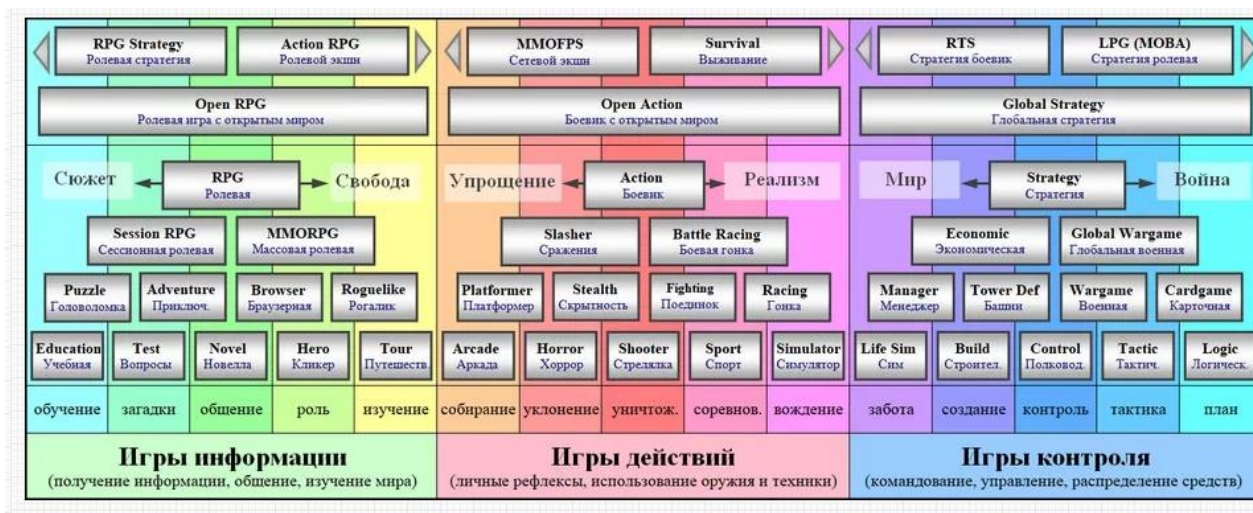 RPG Strategy
Ролевая стратегия
Action RPG
Ролевой экшн
MMOFPS
Сетевой экшн
Survival
Выживание
RTS
Стратегия боевик
LPG (MOBA)
Стратегия ролевая
Open RPG
Ролевая игра с открытым миром
Open Action
Боевик с открытым миром
Global Strategy
Глобальная стратегия
Сюжет
RPG
Ролевая
Свобода
Упрощение
Action
Боевик
Реализм
Мир
Strategy
Стратегия
Война
Session RPG
Сессионная ролевая
MMORPG
Массовая ролевая
Slasher
Сражения
Battle Racing
Боевая гонка
Economic
Экономическая
Global Wargame
Глобальная военная
Puzzle
Головоломка
Adventure
Приключ.
Browser
Браузерная
Roguelike
Рогалик
Platformer
Платформер
Stealth
Скрытность
Fighting
Поединок
Racing
Гонка
Manager
Менеджер
Tower Def
Башни
Wargame
Военная
Cardgame
Карточная
Education
Учебная
Test
Вопросы
Novel
Новелла
Hero
Кликер
Tour
Путешеств.
Arcade
Аркада
Horror
Хоррор
Shooter
Стрелялка
Sport
Спорт
Simulator
Симулятор
Life Sim
Сим
Build
Строител.
Control
Полковод.
Tactic
Тактич.
Logic
Логическ.
обучение
загадки
общение
роль
изучение
собирание
уклонение
уничтож.
соревнов.
вождение
забота
создание
контроль
тактика
план
Игры информации
(получение информации, общение, изучение мира)
Игры действий
(личные рефлексы, использование оружия и техники)
Игры контроля
(командование, управление, распределение средств)